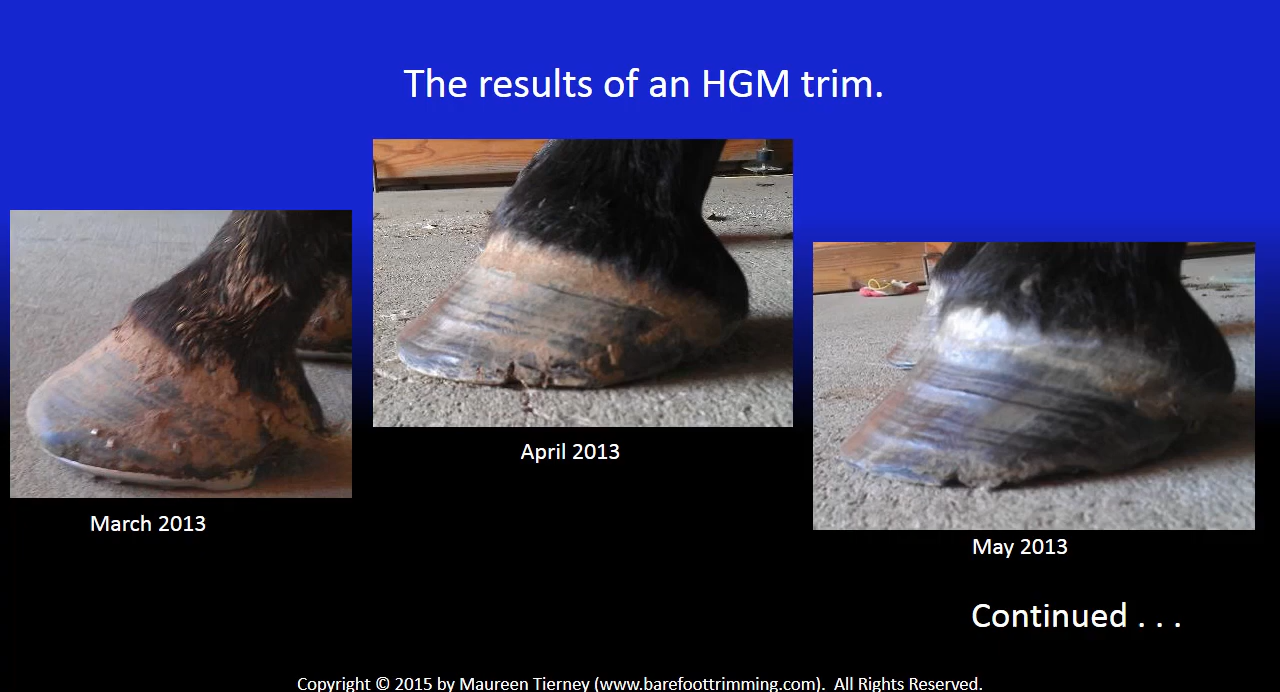 The results of an HGM trim.
March 2013
April 2013
May 2013
Continued . . .
Copyright © 2015 by Maureen Tierney (www.barefoottrimming.com).  All Rights Reserved.